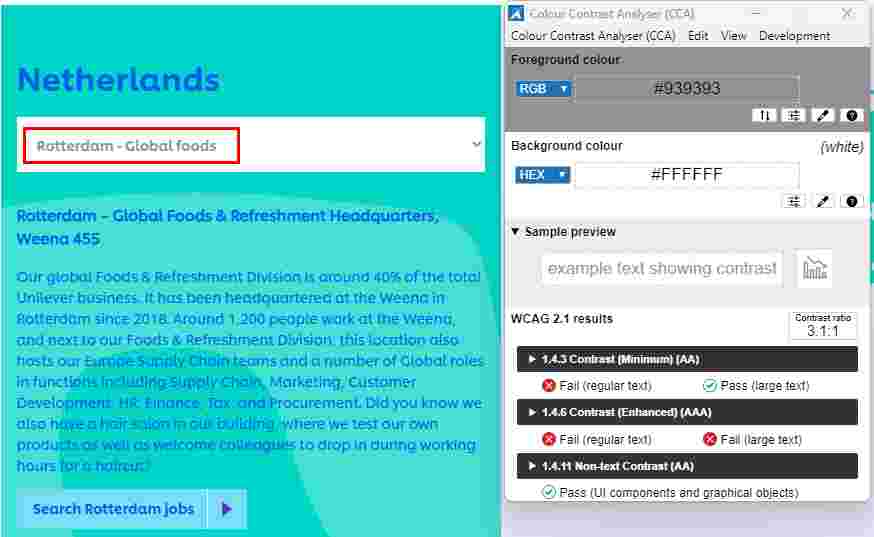 Netherlands
Rotterdam - Global foods
Rotterdam – Global Foods & Refreshment Headquarters,
Weena 455
Our global Foods & Refreshment Division is around 40% of the total
Unilever business. It has been headquartered at the Weena in
Rotterdam since 2018. Around 1,200 people work at the Weena,
and next to our Foods & Refreshment Division, this location also
hosts our Europe Supply Chain teams and a number of Global roles
in functions including Supply Chain, Marketing, Customer
Development, HR, Finance, Tax, and Procurement. Did you know we
also have a hair salon in our building, where we test our own
products as well as welcome colleagues to drop in during working
hours for a haircut?
Search Rotterdam jobs
Colour Contrast Analyser (CCA)
Colour Contrast Analyser (CCA) Edit View Development
Foreground colour
RGB #939393
Background colour (white)
HEX #FFFFFF
Sample preview
example text showing contrast
WCAG 2.1 results
Contrast ratio
3.1:1
1.4.3 Contrast (Minimum) (AA)
Fail (regular text) Pass (large text)
1.4.6 Contrast (Enhanced) (AAA)
Fail (regular text) Fail (large text)
1.4.11 Non-text Contrast (AA)
Pass (UI components and graphical objects)